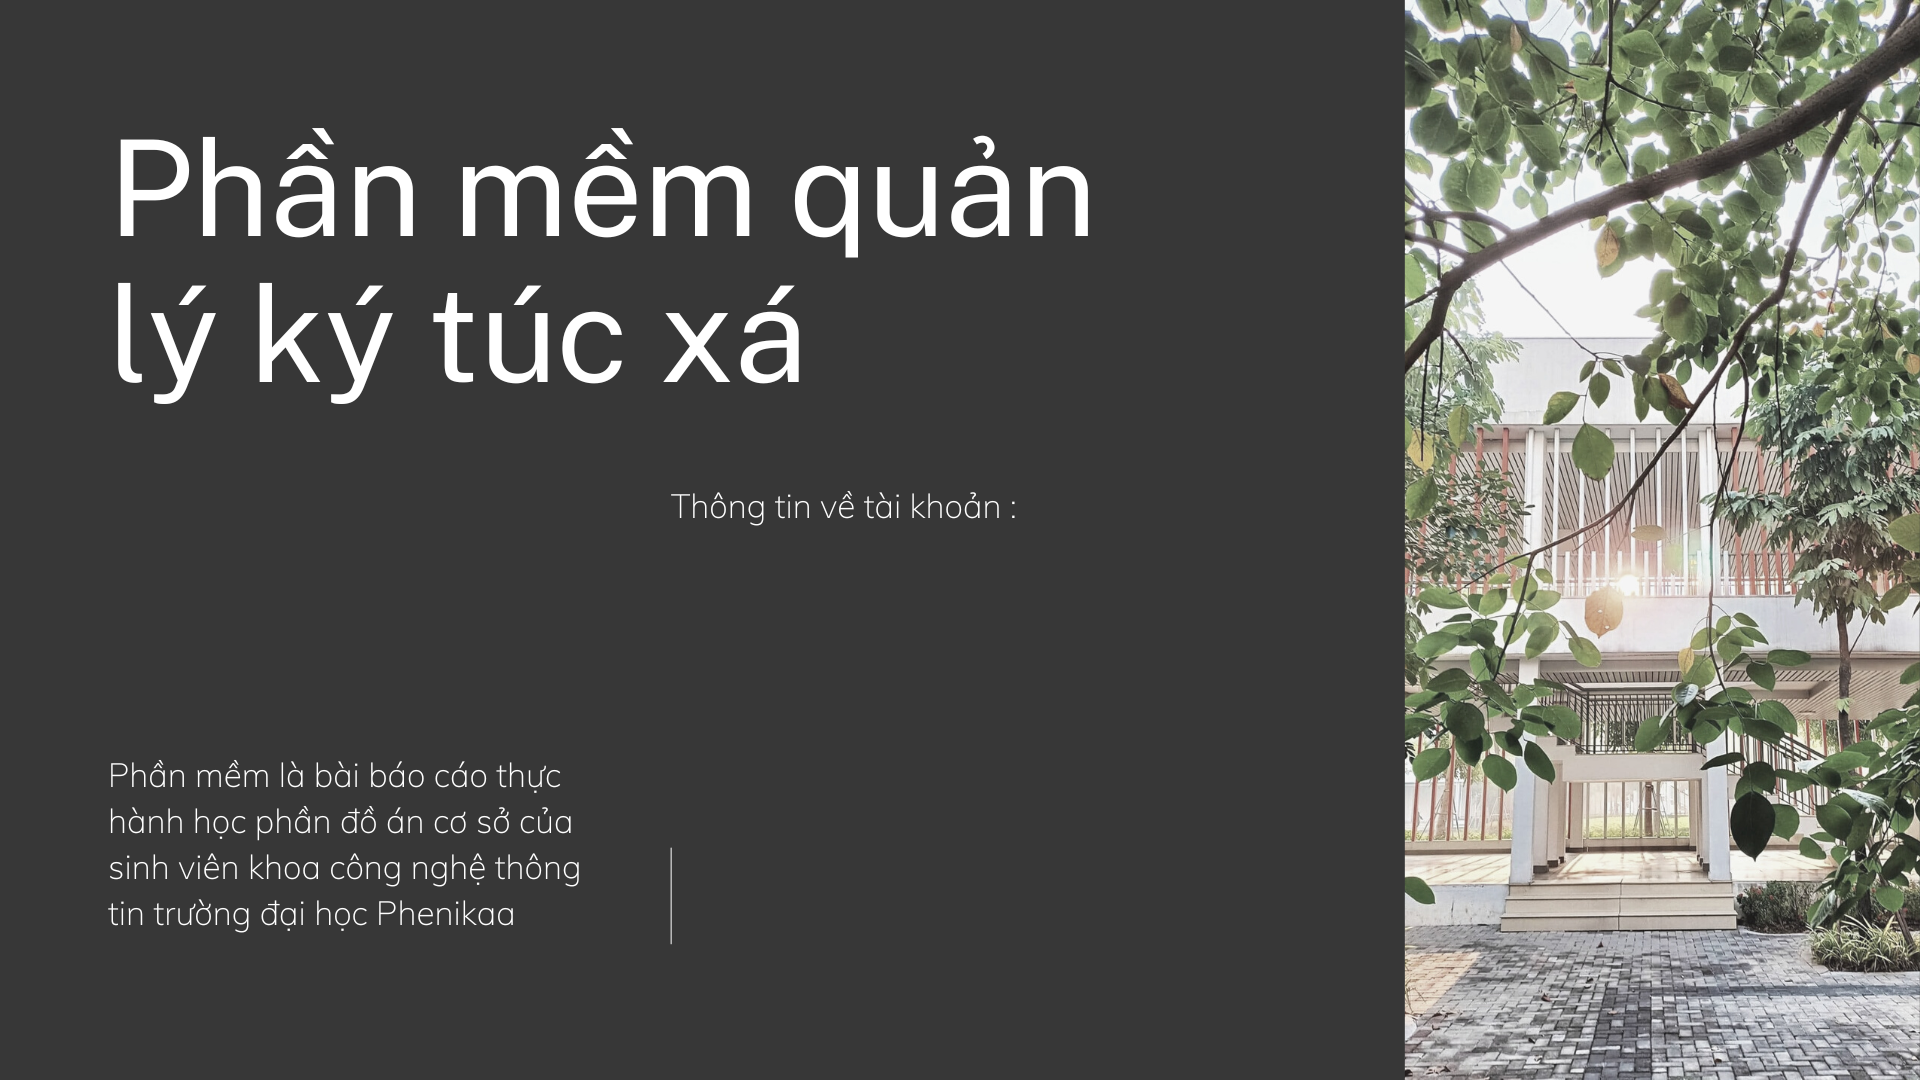 Phần mềm quản
lý ký túc xá
Thông tin về tài khoản :
Phần mềm là bài báo cáo thực
hành học phần đồ án cơ sở của
sinh viên khoa công nghệ thông
tin trường đại học Phenikaa